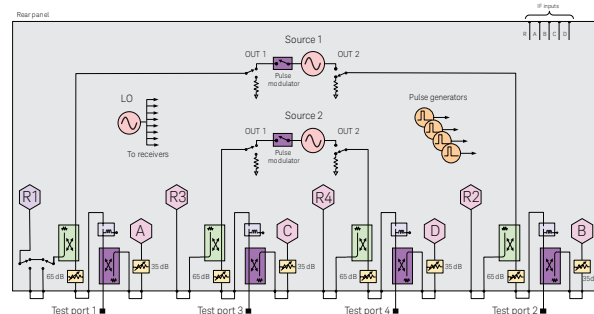 IF inputs
Rear panel
R A B C D
Source 1
OUT 1
OUT 2
Pulse
modulator
LO
To receivers
Source 2
OUT 1
OUT 2
Pulse
modulator
Pulse generators
R1
A
R3
C
R4
D
R2
B
65 dB
35 dB
65 dB
35 dB
65 dB
35 dB
65 dB
35d
Test port 1
Test port 3
Test port 4
Test port 2